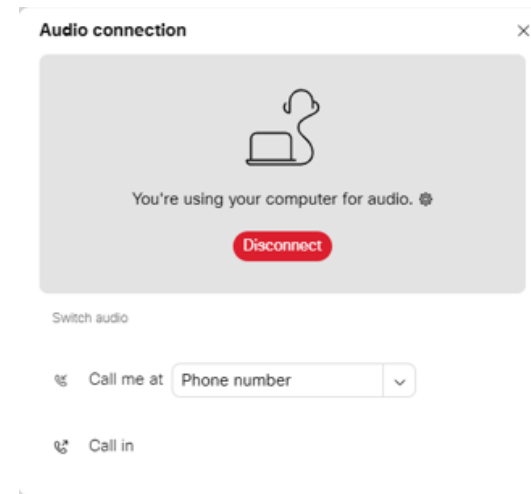 Audio connection
You're using your computer for audio.
Disconnect
Switch audio
Call me at Phone number
Call in